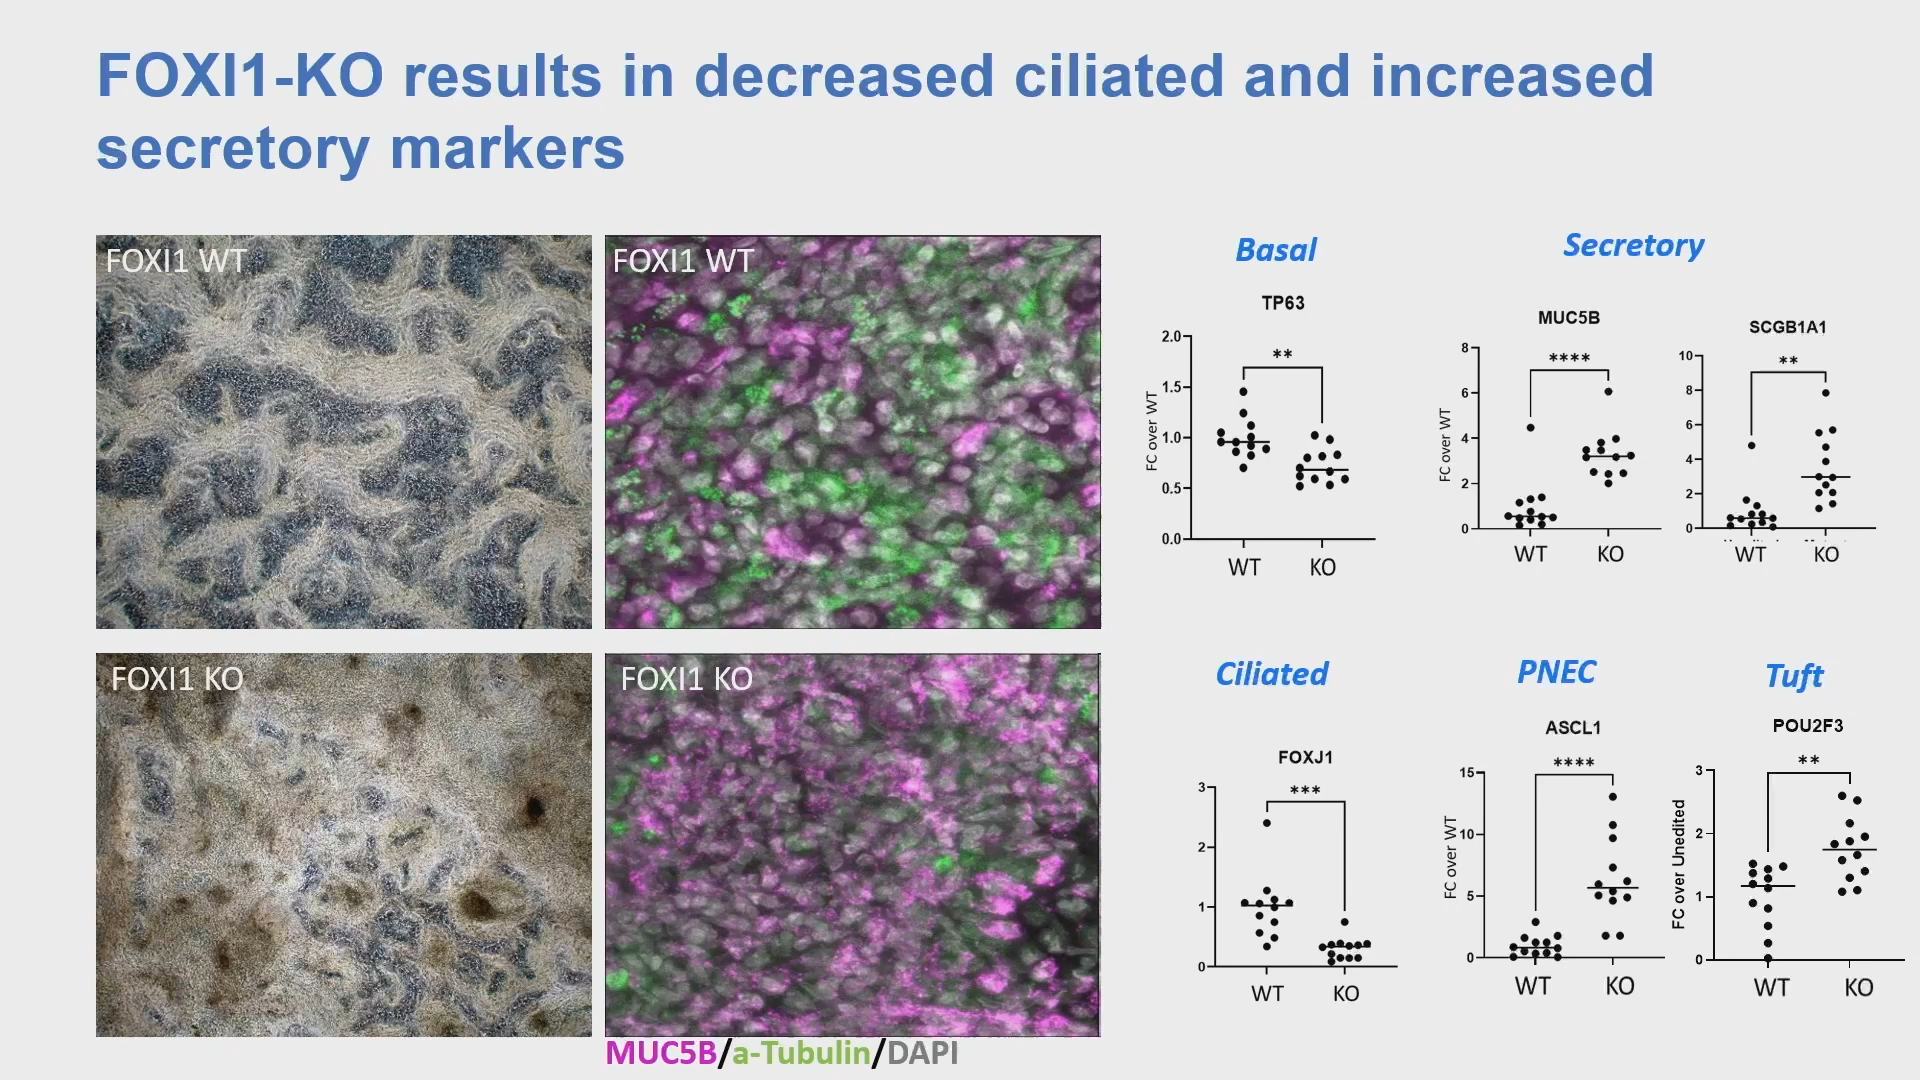 FOXI1-KO results in decreased ciliated and increased
secretory markers
FOXI1 WT
FOXI1 WT
FOXI1 KO
FOXI1 KO
MUC5B/a-Tubulin/DAPI
Basal
TP63
**
FC over WT
2.0
1.5
1.0
0.5
0.0
WT KO
Secretory
MUC5B
****
FC over WT
8
6
4
2
0
WT KO
SCGB1A1
**
10
8
6
4
2
0
WT KO
Ciliated
FOXJ1
***
3
2
1
0
WT KO
PNEC
ASCL1
****
FC over WT
15
10
5
0
WT KO
Tuft
POU2F3
**
FC over Unedited
3
2
1
0
WT KO